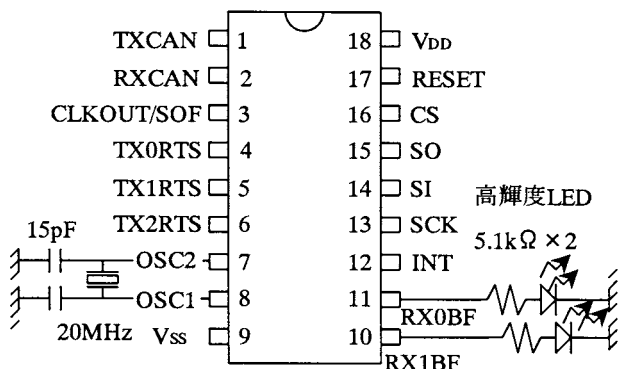 TXCAN 1 18 VDD
RXCAN 2 17 RESET
CLKOUT/SOF 3 16 CS
TX0RTS 4 15 SO
TX1RTS 5 14 SI
高輝度LED
TX2RTS 6 13 SCK
15pF
5.1kΩ×2
OSC2 7 12 INT
OSC1 8 11
RX0BF
20MHz
VSS 9 10
RX1BF